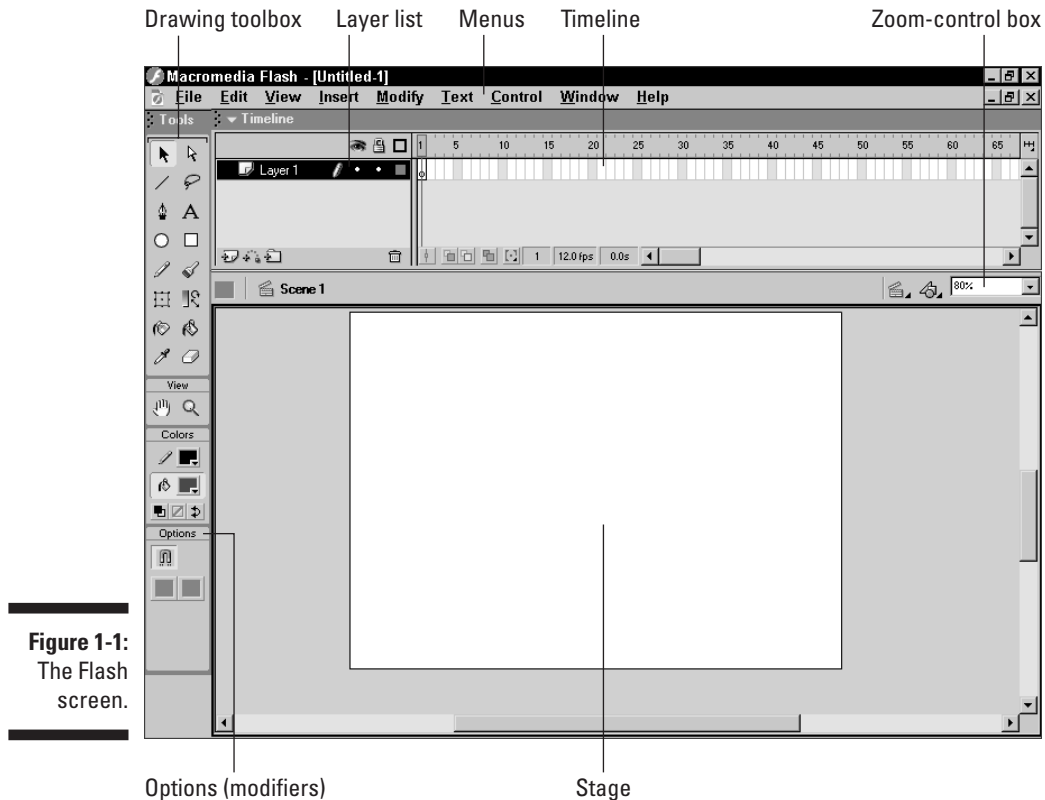 Drawing toolbox Layer list Menus Timeline Zoom-control box
Macromedia Flash - [Untitled-1]
File Edit View Insert Modify Text Control Window Help
Tools Timeline
1 5 10 15 20 25 30 35 40 45 50 55 60 65
Layer 1
A
1 12.0 fps 0.0s
Scene 1 80%
View
Colors
Options
Figure 1-1:
The Flash
screen.
Options (modifiers) Stage